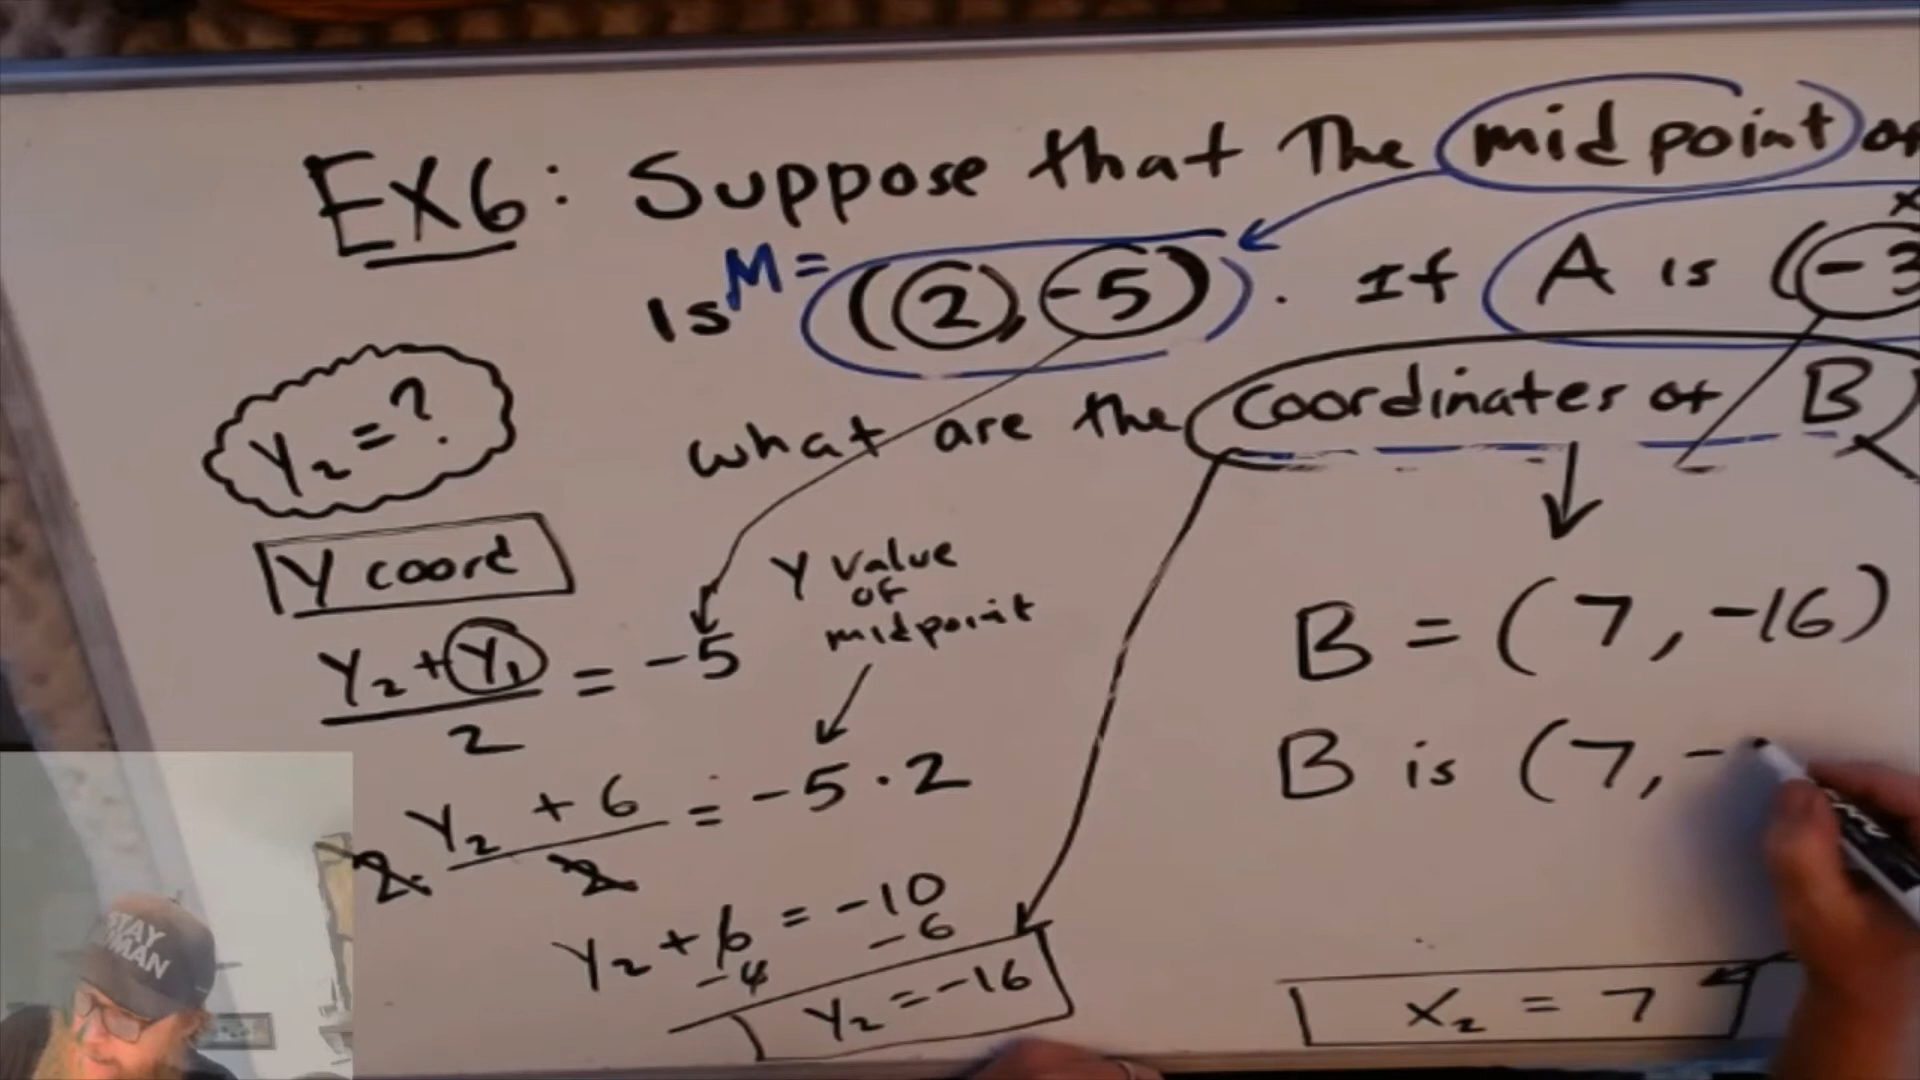 EX6: Suppose that The midpoint of
Is M = (2, -5). If A is (-3
what are the coordinates of B
Y₂ = ?
Y coord
Y₂ + Y₁ / 2 = -5
Y value
of
midpoint
2 · Y₂ + 6 / 2 = -5 · 2
Y₂ + 6 = -10
-6
Y₂ = -16
B = (7, -16)
B is (7, -
X₂ = 7
STAY